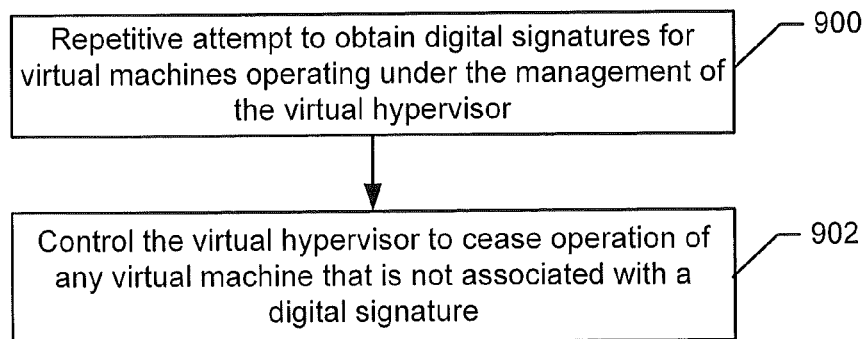 Repetitive attempt to obtain digital signatures for
virtual machines operating under the management of
the virtual hypervisor
900
Control the virtual hypervisor to cease operation of
any virtual machine that is not associated with a
digital signature
902